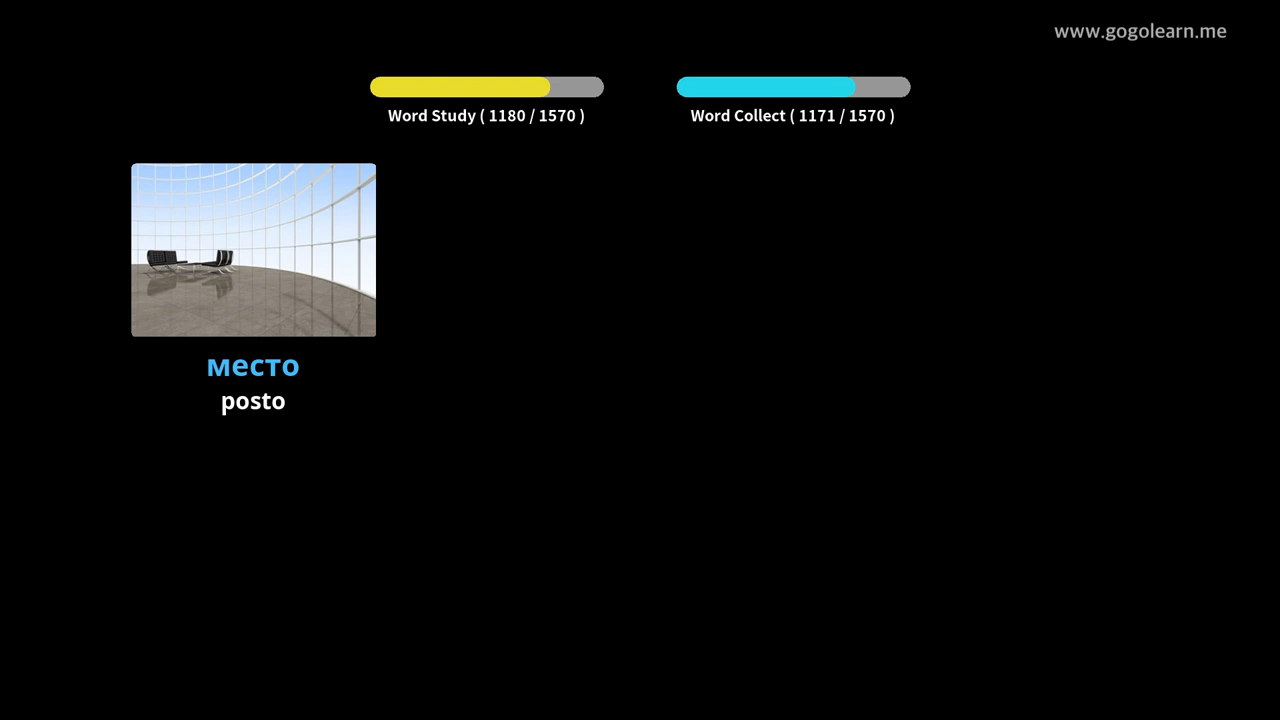 www.gogolearn.me
Word Study ( 1180 / 1570 )
Word Collect ( 1171 / 1570 )
место
posto